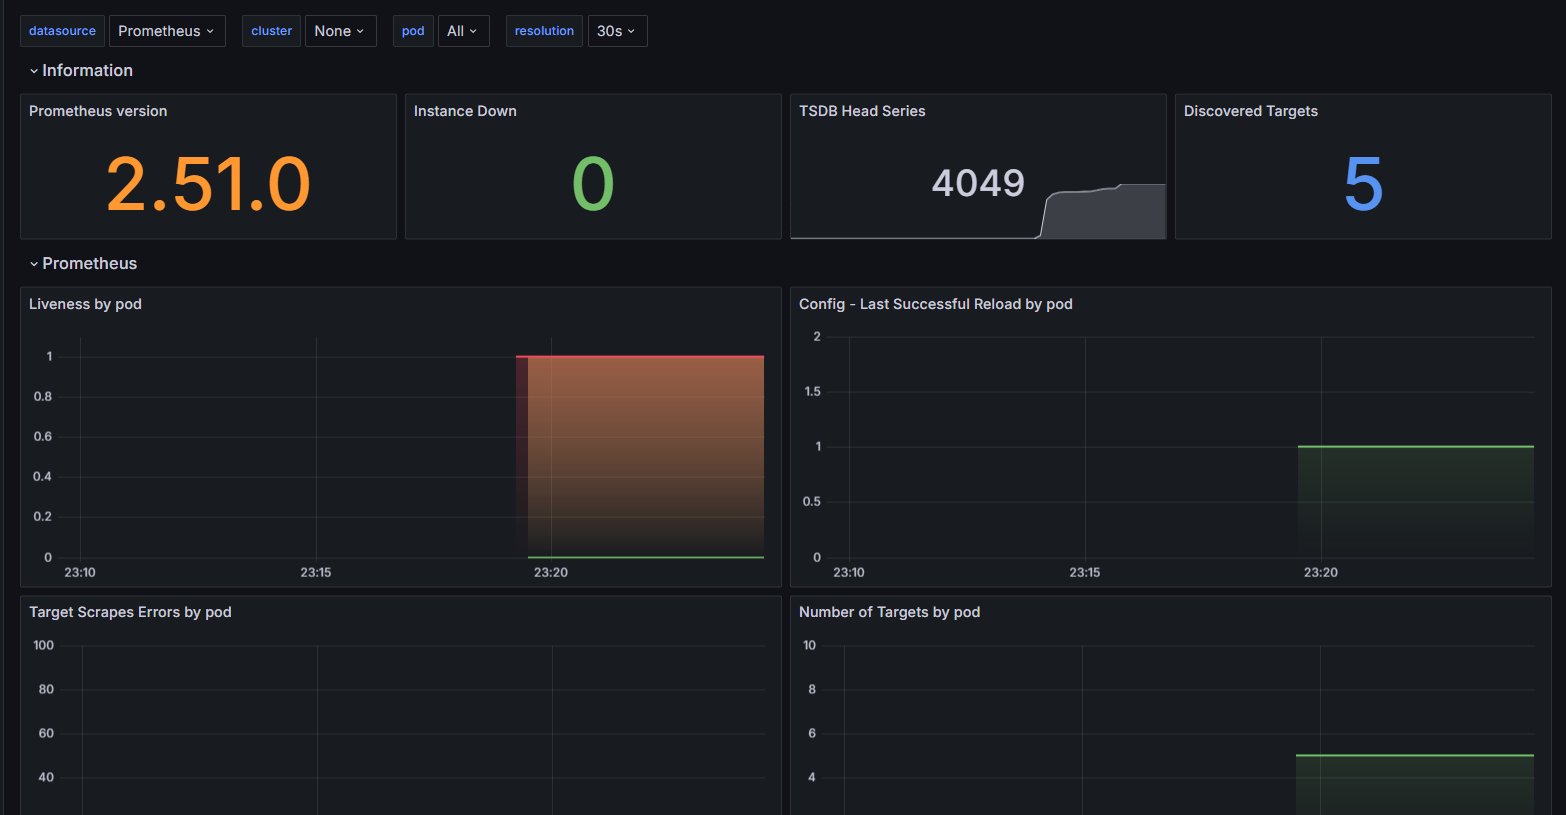 datasource Prometheus cluster None pod All resolution 30s
Information
Prometheus version
2.51.0
Instance Down
0
TSDB Head Series
4049
Discovered Targets
5
Prometheus
Liveness by pod
1
0.8
0.6
0.4
0.2
0
23:10 23:15 23:20
Config - Last Successful Reload by pod
2
1.5
1
0.5
0
23:10 23:15 23:20
Target Scrapes Errors by pod
100
80
60
40
Number of Targets by pod
10
8
6
4